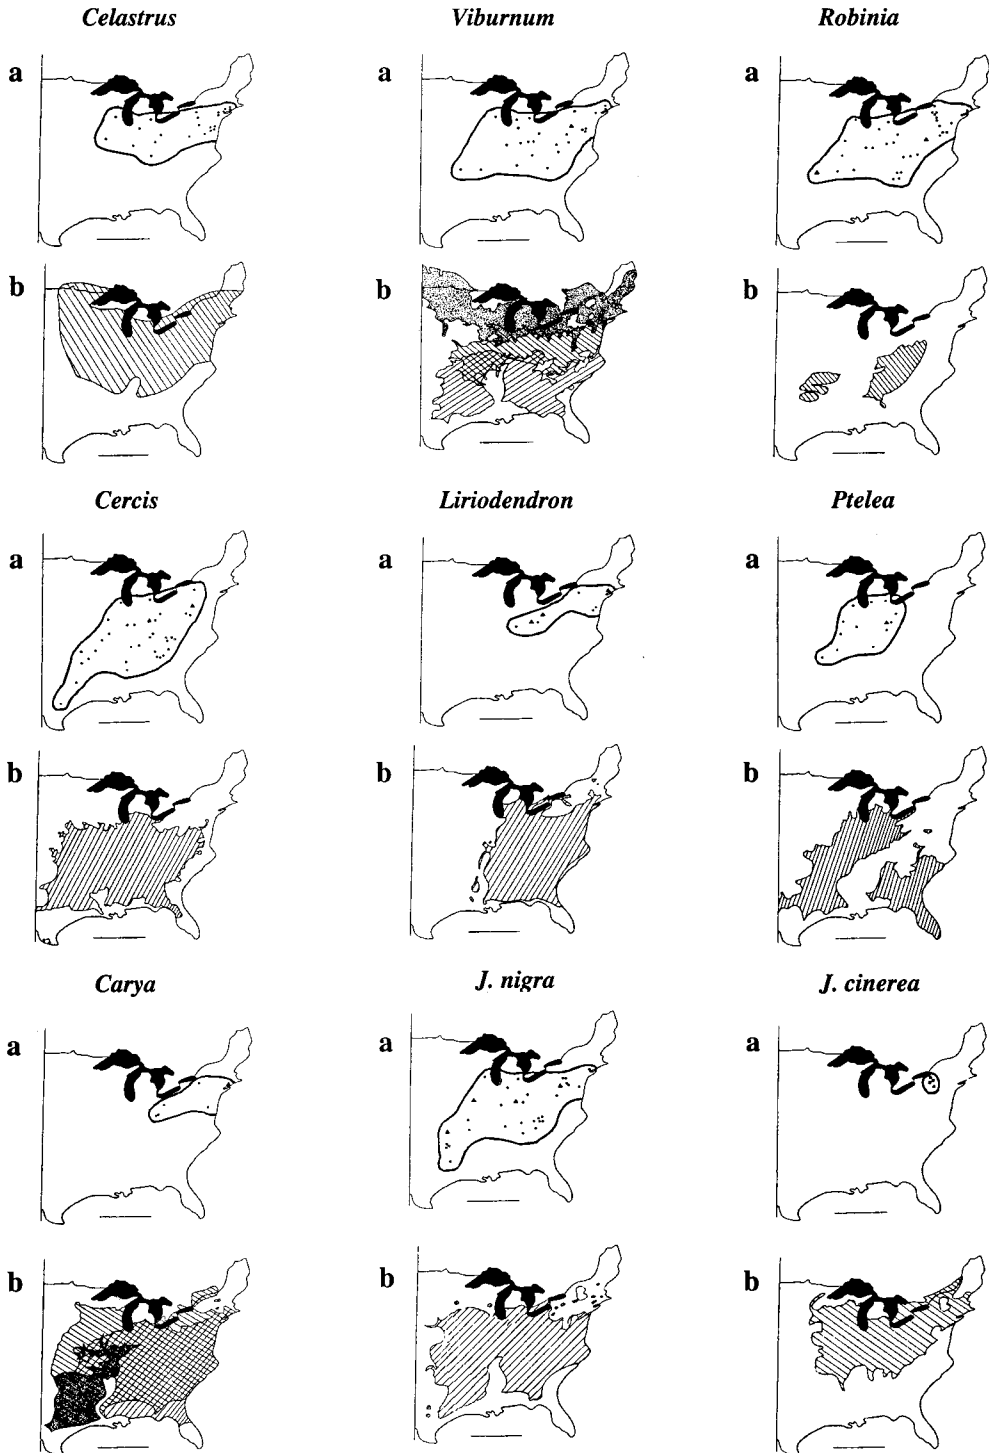 Celastrus Viburnum Robinia
a a a
b b b
Cercis Liriodendron Ptelea
a a a
b b b
Carya J. nigra J. cinerea
a a a
b b b